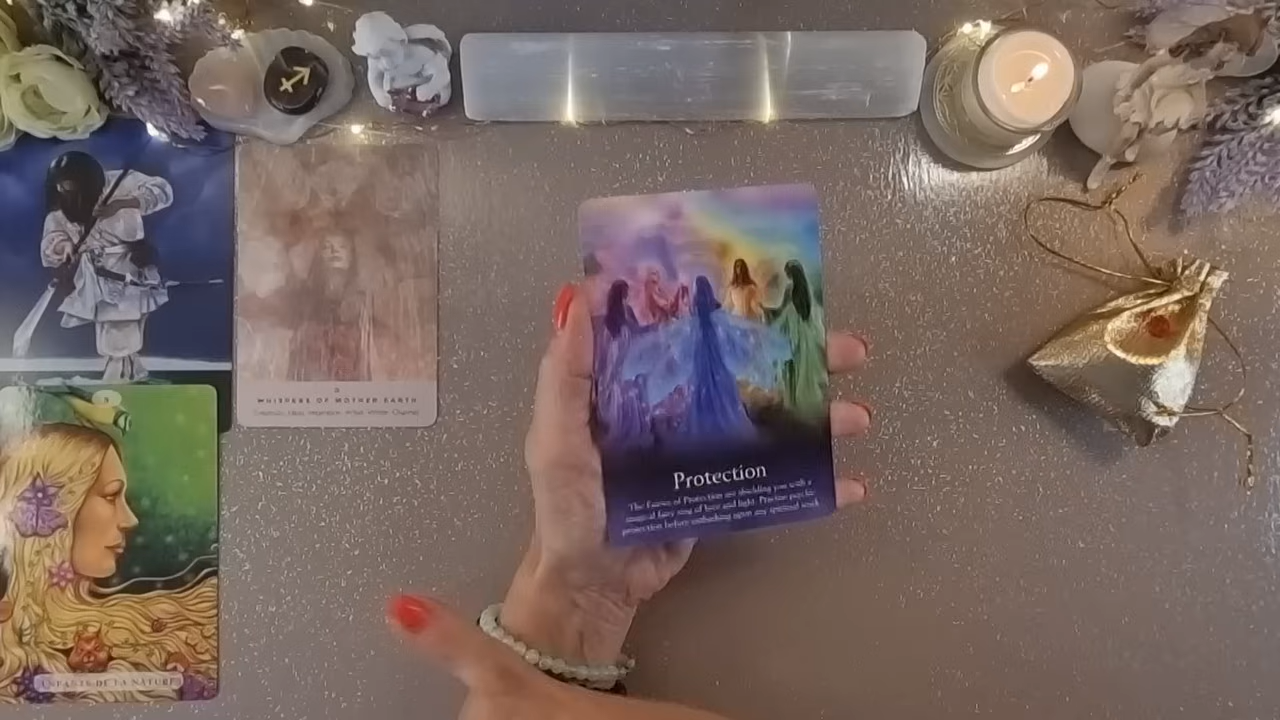 WHISPERS OF MOTHER EARTH
Protection
The Fairies of Protection are shielding you with a
magical fairy ring of love and light. Practise psychic
protection before embarking upon any spiritual work
ENFANTS DE LA NATURE